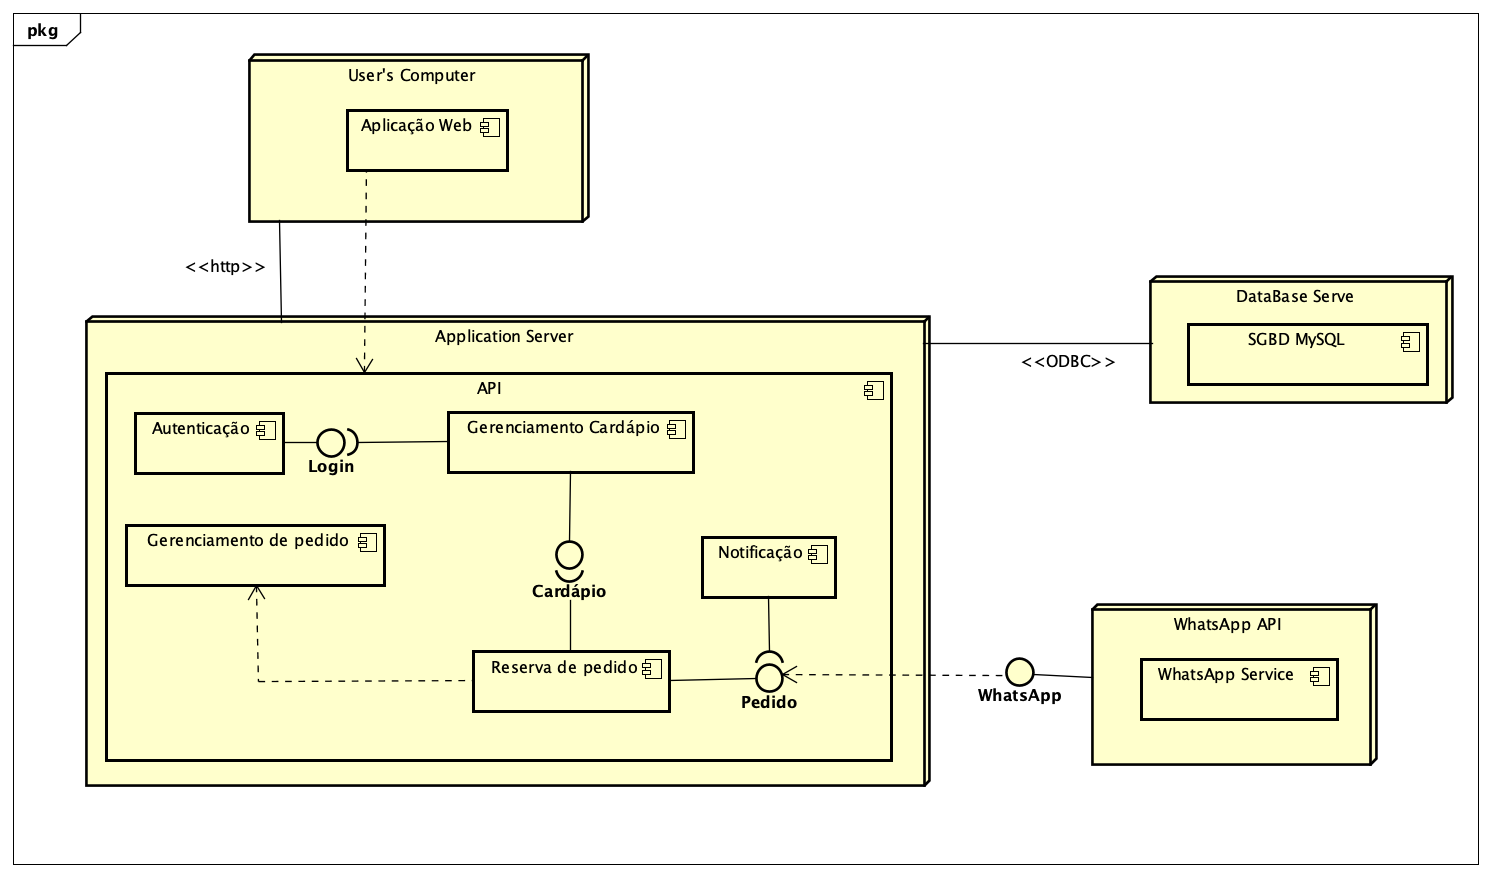 pkg
User's Computer
Aplicação Web
<<http>>
DataBase Serve
SGBD MySQL
Application Server
<<ODBC>>
API
Autenticação
Gerenciamento Cardápio
Login
Gerenciamento de pedido
Notificação
Cardápio
WhatsApp API
Reserva de pedido
WhatsApp Service
Pedido
WhatsApp